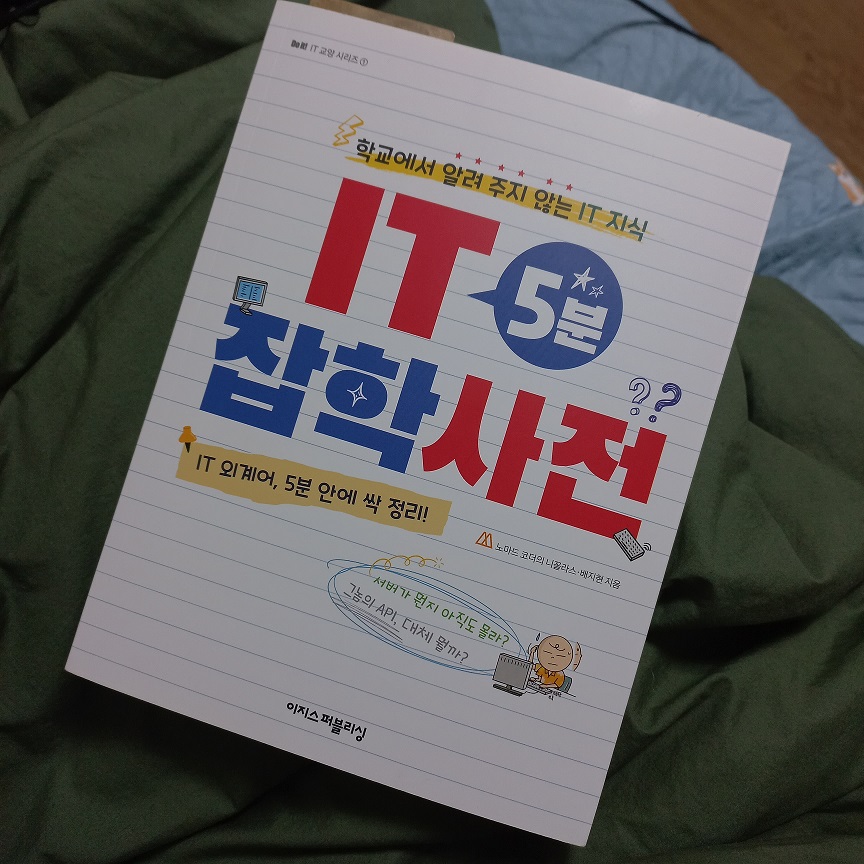 Do it! IT 교양 시리즈 ①
학교에서 알려 주지 않는 IT 지식
IT 5분
잡학사전
IT 외계어, 5분 안에 싹 정리!
노마드 코더의 니꼴라스·배지현 지음
서버가 뭔지 아직도 몰라?
그놈의 API, 대체 뭘까?
이지스 퍼블리싱